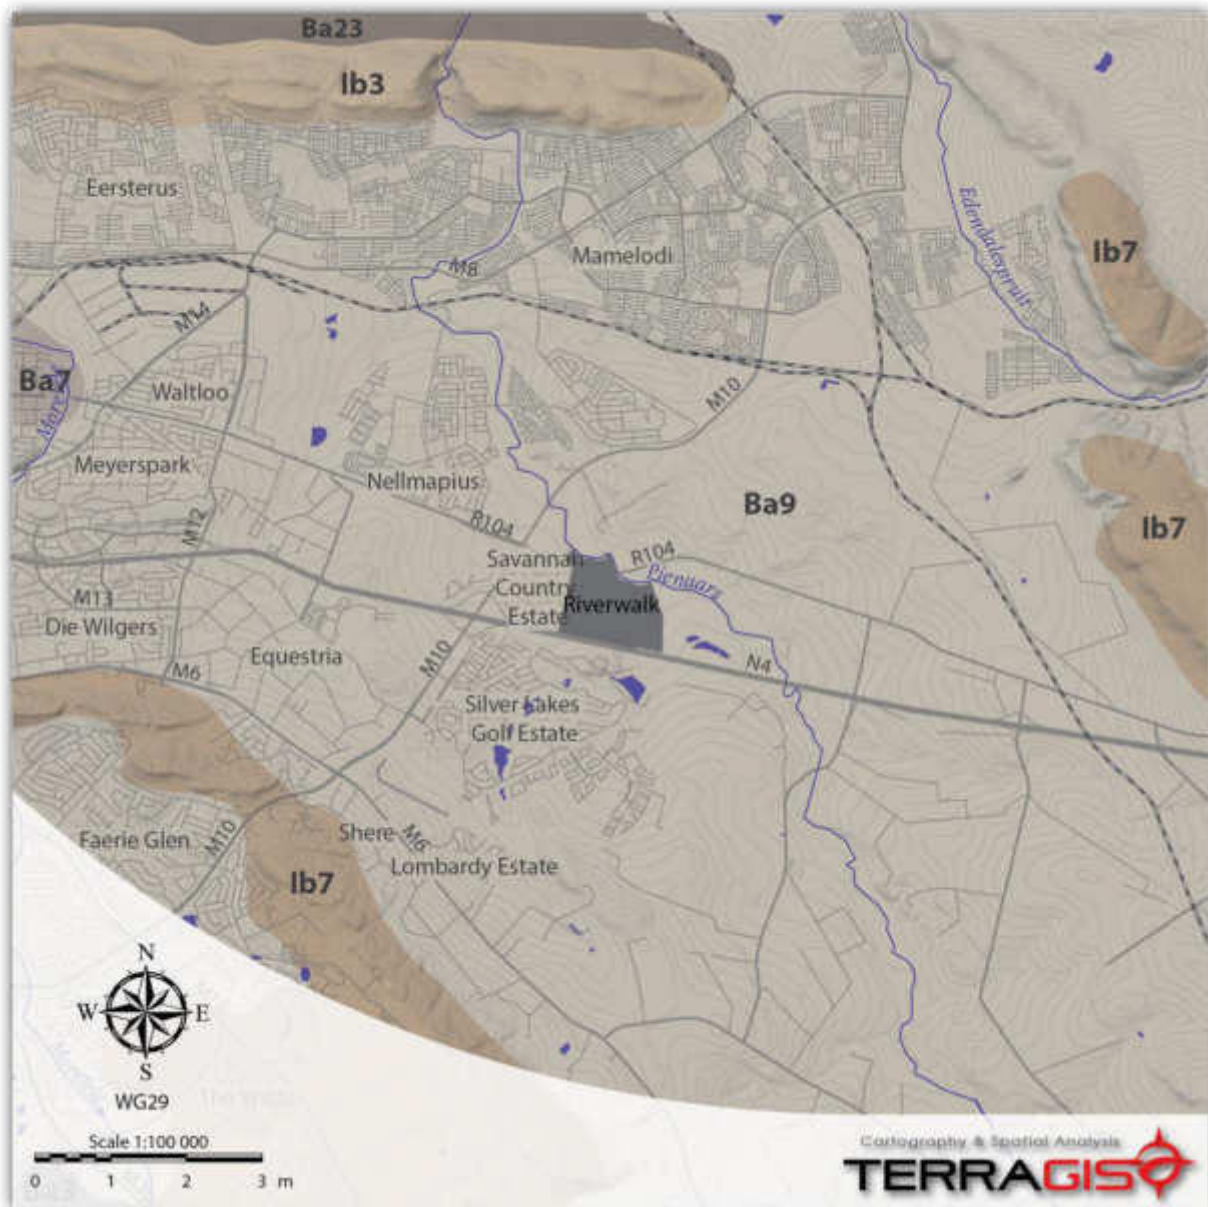 Ba23
Ib3
Eersterus
Edendalespruit
Mamelodi
Ib7
M8
M14
Ba7
Waltloo
M10
Meyerspark
Nellmapius
Ba9
R104
M12
Ib7
Savannah
Country
Estate
R104
Pienaars
Riverwalk
M13
Die Wilgers
Equestria
M10
N4
M6
Silver Lakes
Golf Estate
Faerie Glen
M10
Shere
M6
Lombardy Estate
Ib7
N
W E
S
WG29
Scale 1:100 000
0 1 2 3 m
Cartography & Spatial Analysis
TERRAGIS